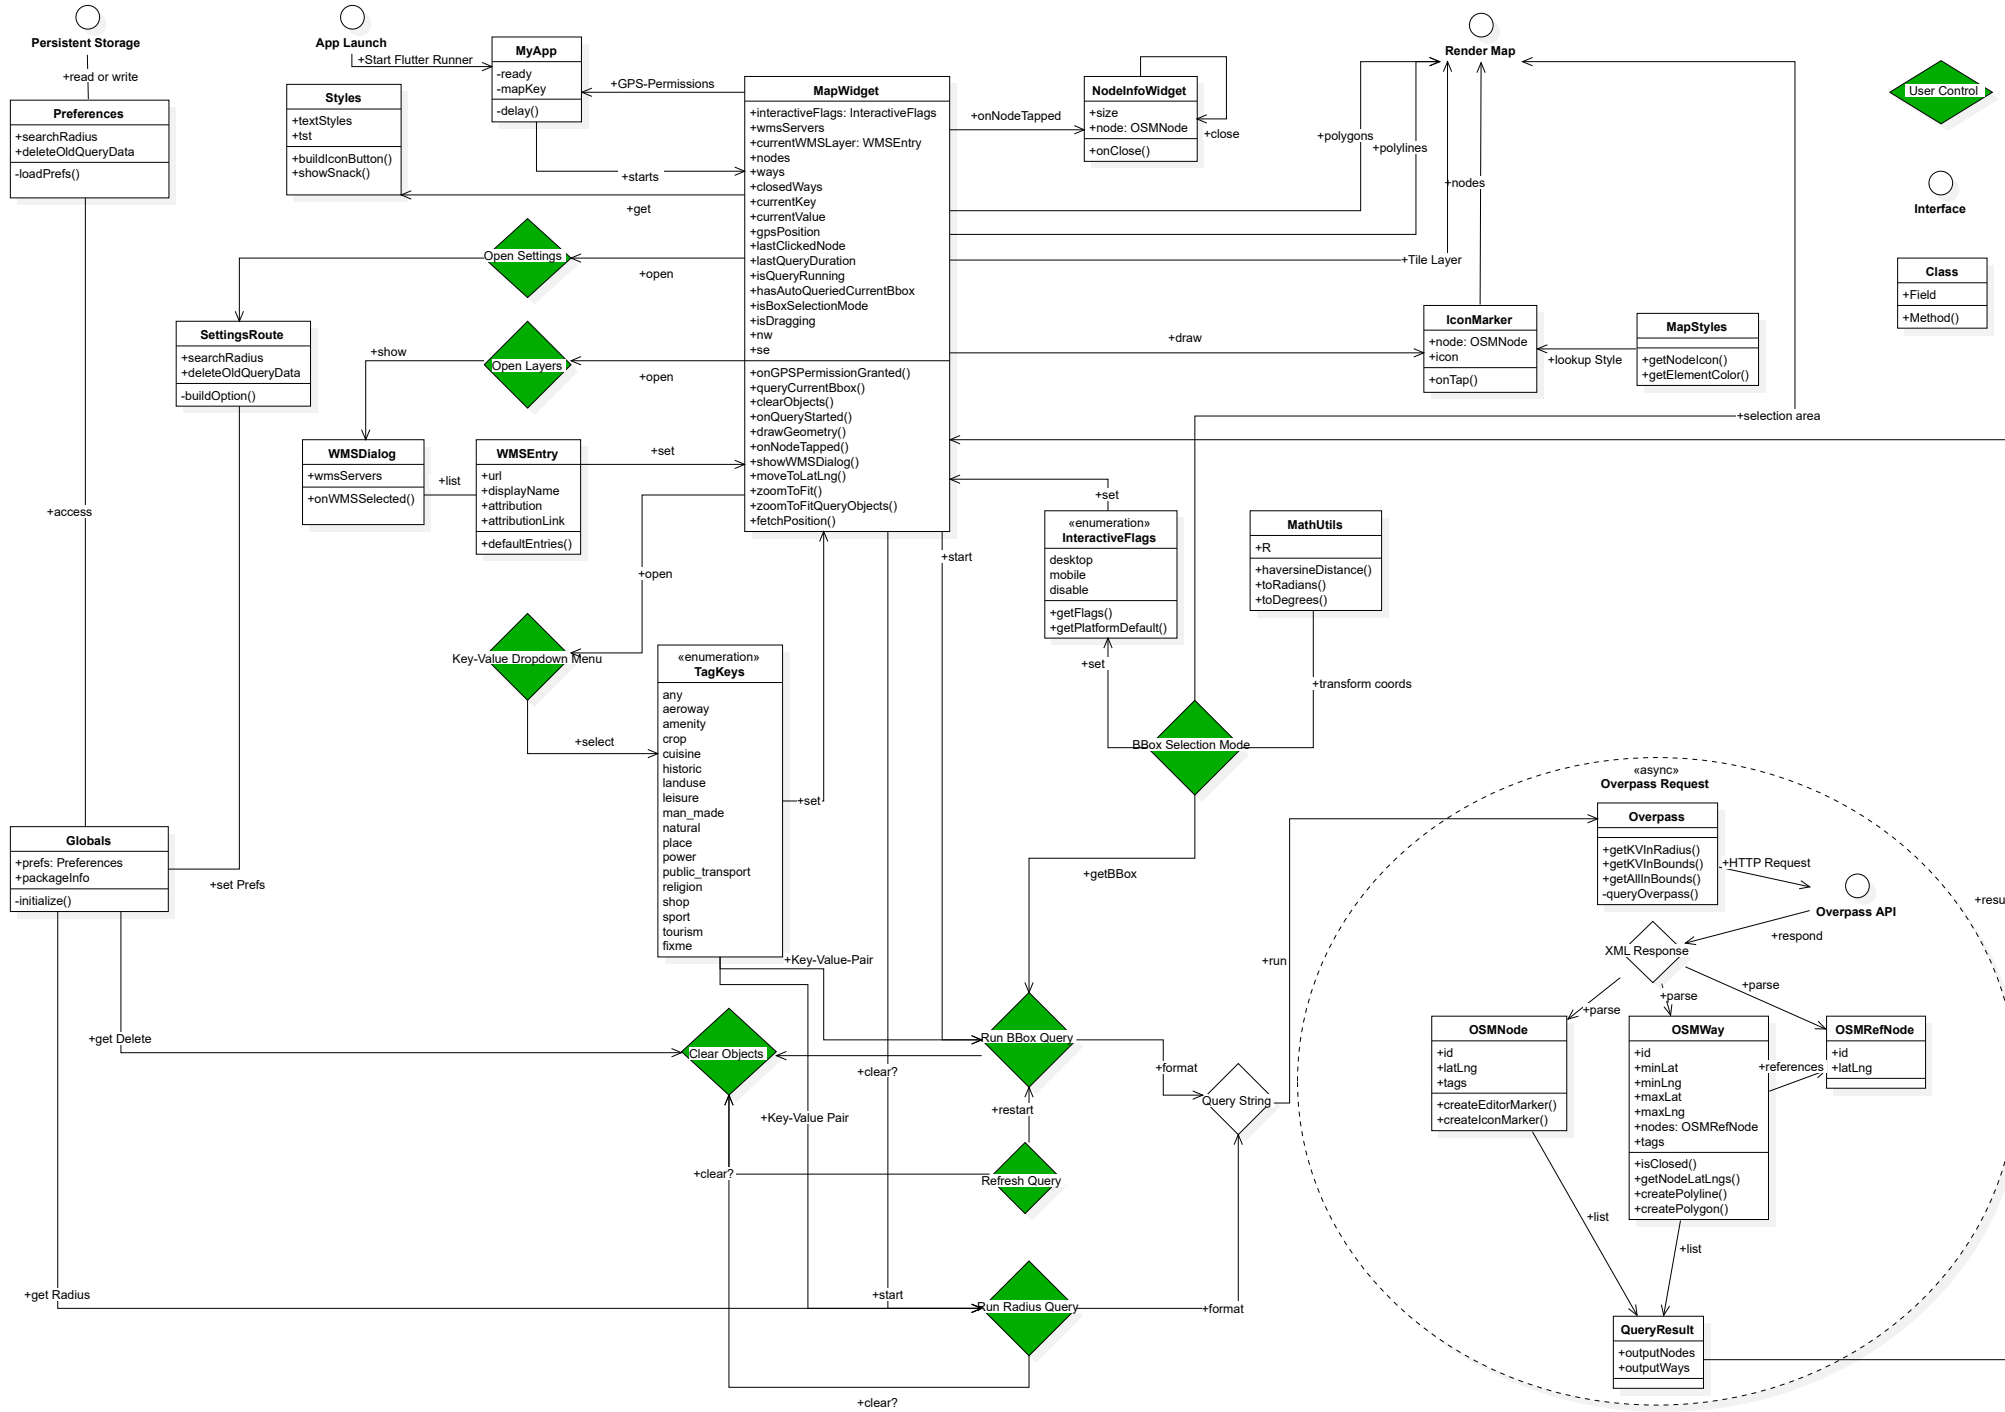 Persistent Storage
+read or write
Preferences
+searchRadius
+deleteOldQueryData
-loadPrefs()
+access
App Launch
+Start Flutter Runner
MyApp
-ready
-mapKey
-delay()
Styles
+textStyles
+tst
+buildIconButton()
+showSnack()
+GPS-Permissions
+starts
+get
MapWidget
+interactiveFlags: InteractiveFlags
+wmsServers
+currentWMSLayer: WMSEntry
+nodes
+ways
+closedWays
+currentKey
+currentValue
+gpsPosition
+lastClickedNode
+lastQueryDuration
+isQueryRunning
+hasAutoQueriedCurrentBbox
+isBoxSelectionMode
+isDragging
+nw
+se
+onGPSPermissionGranted()
+queryCurrentBbox()
+clearObjects()
+onQueryStarted()
+drawGeometry()
+onNodeTapped()
+showWMSDialog()
+moveToLatLng()
+zoomToFit()
+zoomToFitQueryObjects()
+fetchPosition()
+onNodeTapped
NodeInfoWidget
+size
+node: OSMNode
+onClose()
+close
Render Map
+polygons
+polylines
+nodes
+Tile Layer
User Control
Interface
Class
+Field
+Method()
Open Settings
+open
SettingsRoute
+searchRadius
+deleteOldQueryData
-buildOption()
+show
Open Layers
+open
+draw
IconMarker
+node: OSMNode
+icon
+onTap()
+lookup Style
MapStyles
+getNodeIcon()
+getElementColor()
+selection area
WMSDialog
+wmsServers
+onWMSSelected()
+list
WMSEntry
+url
+displayName
+attribution
+attributionLink
+defaultEntries()
+set
+open
+start
+set
«enumeration»
InteractiveFlags
desktop
mobile
disable
+getFlags()
+getPlatformDefault()
+set
MathUtils
+R
+haversineDistance()
+toRadians()
+toDegrees()
+transform coords
Key-Value Dropdown Menu
+select
«enumeration»
TagKeys
any
aeroway
amenity
crop
cuisine
historic
landuse
leisure
man_made
natural
place
power
public_transport
religion
shop
sport
tourism
fixme
+set
BBox Selection Mode
+getBBox
Globals
+prefs: Preferences
+packageInfo
-initialize()
+set Prefs
+Key-Value-Pair
+run
«async»
Overpass Request
Overpass
+getKVInRadius()
+getKVInBounds()
+getAllInBounds()
-queryOverpass()
+HTTP Request
Overpass API
+respond
XML Response
+parse
+parse
+parse
+resu
+get Delete
Clear Objects
+clear?
Run BBox Query
+format
Query String
+restart
+Key-Value Pair
+clear?
Refresh Query
OSMNode
+id
+latLng
+tags
+createEditorMarker()
+createIconMarker()
OSMWay
+id
+minLat
+minLng
+maxLat
+maxLng
+nodes: OSMRefNode
+tags
+isClosed()
+getNodeLatLngs()
+createPolyline()
+createPolygon()
+references
OSMRefNode
+id
+latLng
+list
+list
+get Radius
+start
Run Radius Query
+format
+clear?
QueryResult
+outputNodes
+outputWays